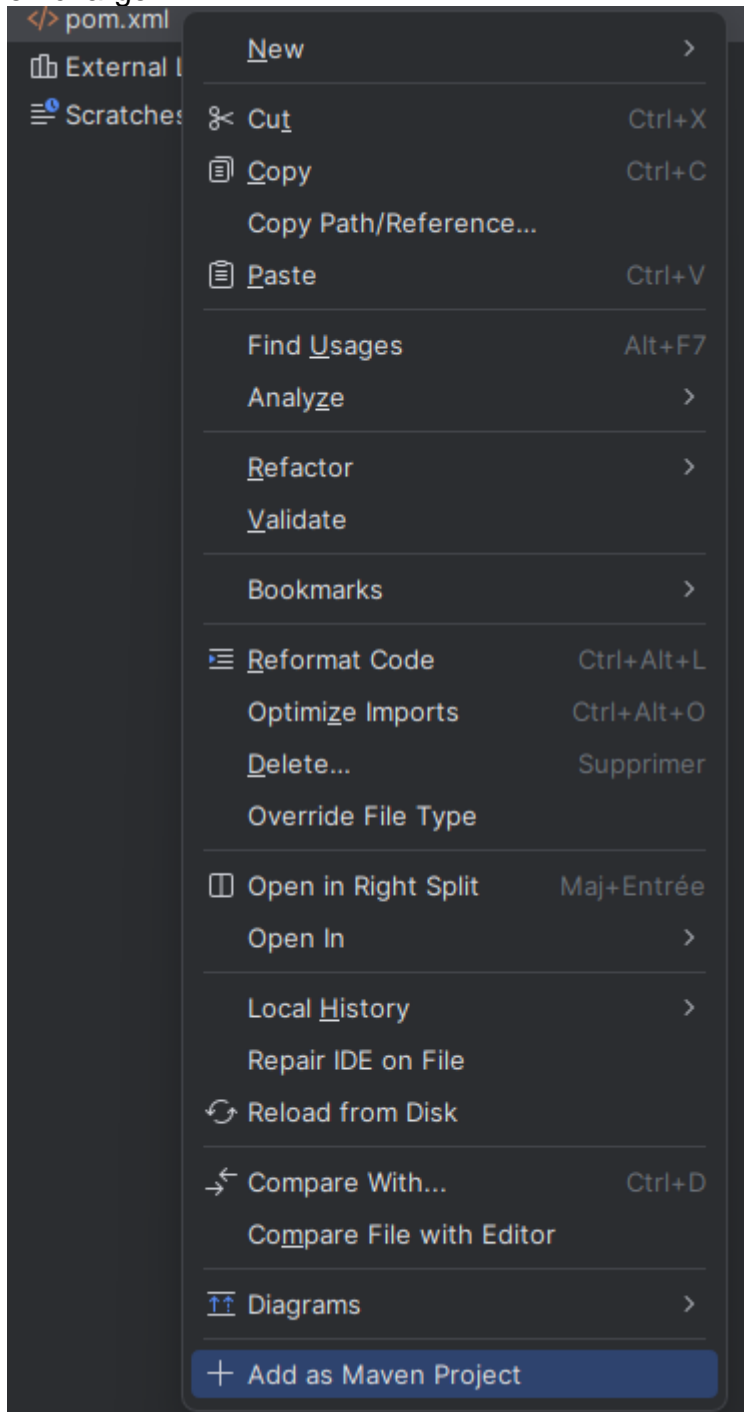 pom.xml
External
Scratches
New
Cut Ctrl+X
Copy Ctrl+C
Copy Path/Reference...
Paste Ctrl+V
Find Usages Alt+F7
Analyze
Refactor
Validate
Bookmarks
Reformat Code Ctrl+Alt+L
Optimize Imports Ctrl+Alt+O
Delete... Supprimer
Override File Type
Open in Right Split Maj+Entrée
Open In
Local History
Repair IDE on File
Reload from Disk
Compare With... Ctrl+D
Compare File with Editor
Diagrams
Add as Maven Project